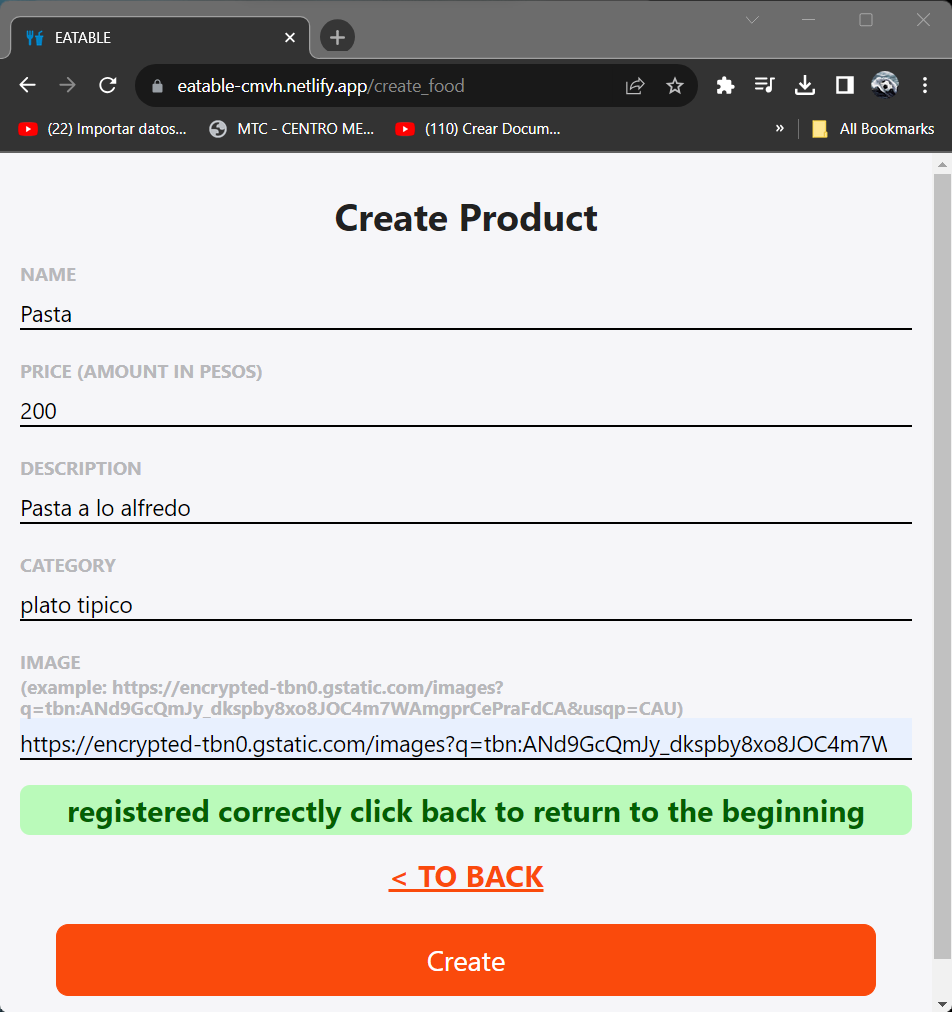 EATABLE
eatable-cmvh.netlify.app/create_food
(22) Importar datos...
MTC - CENTRO ME...
(110) Crear Docum...
»
All Bookmarks
Create Product
NAME
Pasta
PRICE (AMOUNT IN PESOS)
200
DESCRIPTION
Pasta a lo alfredo
CATEGORY
plato tipico
IMAGE
(example: https://encrypted-tbn0.gstatic.com/images?
q=tbn:ANd9GcQmJy_dkspby8xo8JOC4m7WAmgprCePraFdCA&usqp=CAU)
https://encrypted-tbn0.gstatic.com/images?q=tbn:ANd9GcQmJy_dkspby8xo8JOC4m7W
registered correctly click back to return to the beginning
< TO BACK
Create